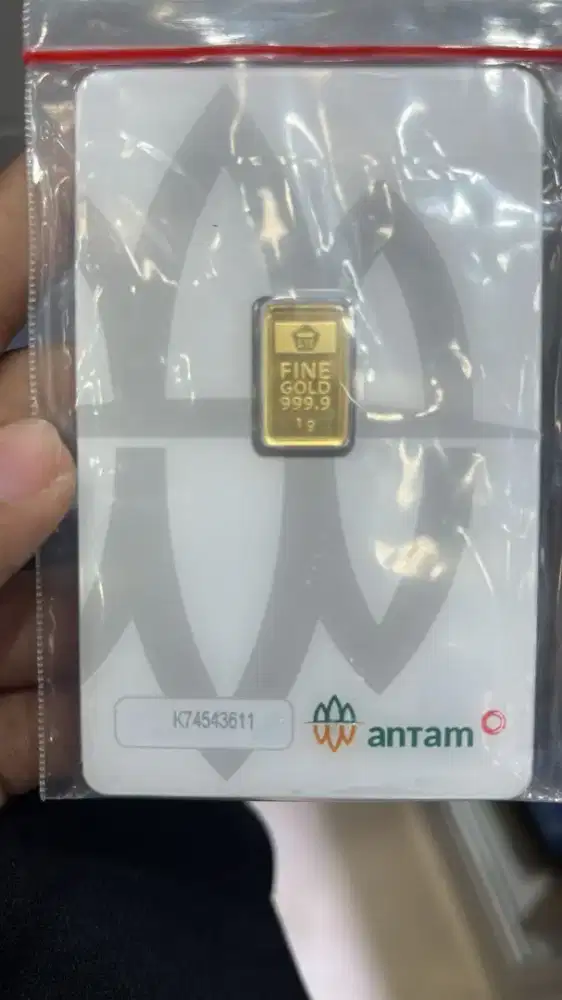 FINE
GOLD
999.9
1g
K74543611
antam